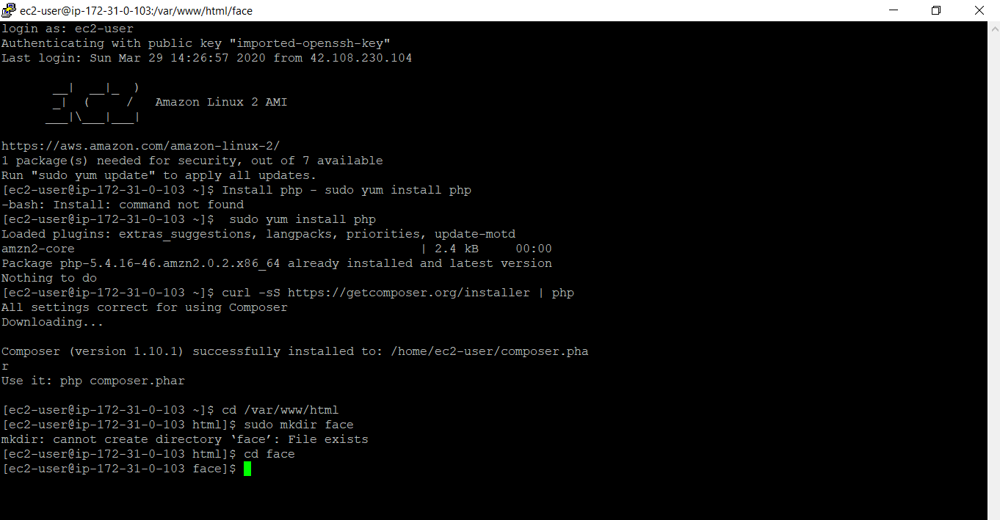 ec2-user@ip-172-31-0-103:/var/www/html/face
login as: ec2-user
Authenticating with public key "imported-openssh-key"
Last login: Sun Mar 29 14:26:57 2020 from 42.108.230.104
       __|  __|_  )
       _|  (     /   Amazon Linux 2 AMI
      ___|\___|___|
https://aws.amazon.com/amazon-linux-2/
1 package(s) needed for security, out of 7 available
Run "sudo yum update" to apply all updates.
[ec2-user@ip-172-31-0-103 ~]$ Install php - sudo yum install php
-bash: Install: command not found
[ec2-user@ip-172-31-0-103 ~]$  sudo yum install php
Loaded plugins: extras_suggestions, langpacks, priorities, update-motd
amzn2-core                                               | 2.4 kB     00:00
Package php-5.4.16-46.amzn2.0.2.x86_64 already installed and latest version
Nothing to do
[ec2-user@ip-172-31-0-103 ~]$ curl -sS https://getcomposer.org/installer | php
All settings correct for using Composer
Downloading...
Composer (version 1.10.1) successfully installed to: /home/ec2-user/composer.pha
r
Use it: php composer.phar
[ec2-user@ip-172-31-0-103 ~]$ cd /var/www/html
[ec2-user@ip-172-31-0-103 html]$ sudo mkdir face
mkdir: cannot create directory ‘face’: File exists
[ec2-user@ip-172-31-0-103 html]$ cd face
[ec2-user@ip-172-31-0-103 face]$